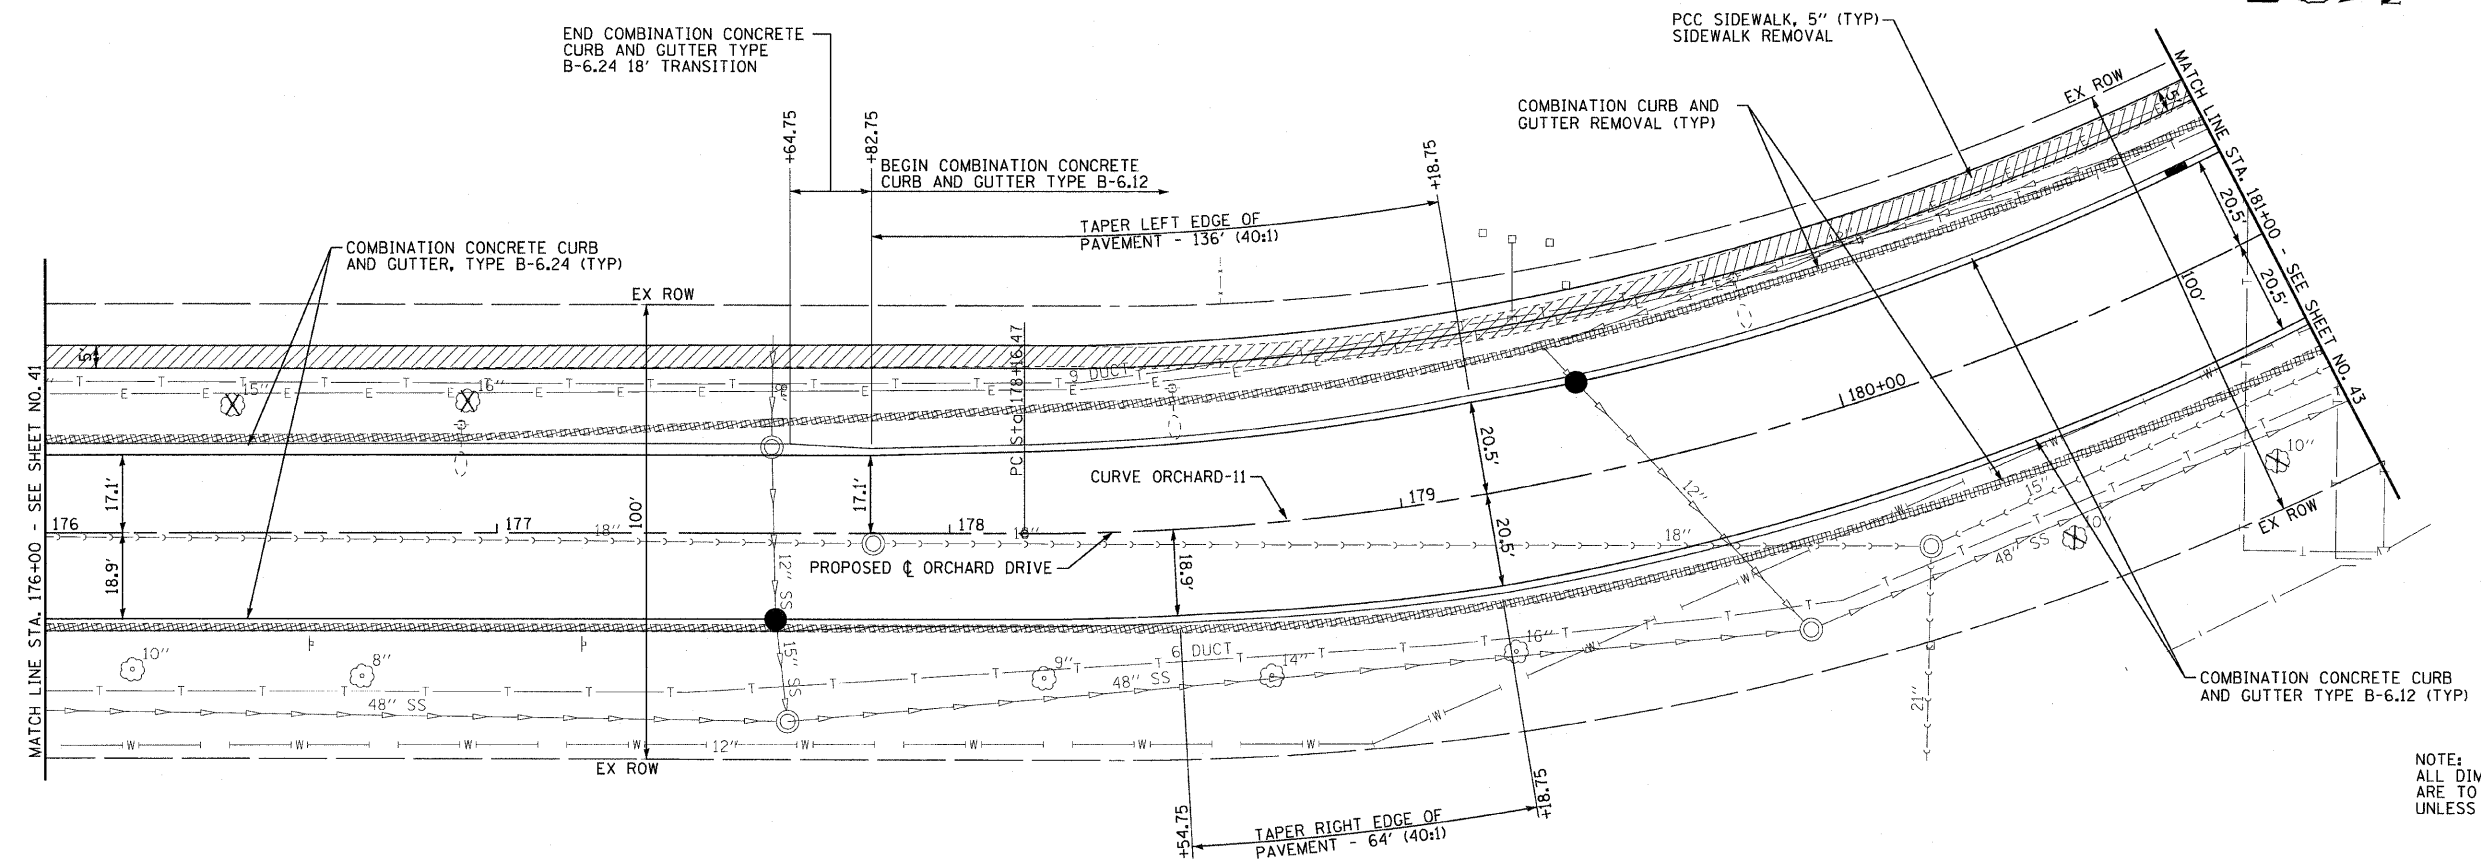 END COMBINATION CONCRETE
CURB AND GUTTER TYPE
B-6.24 18' TRANSITION
PCC SIDEWALK, 5" (TYP)
SIDEWALK REMOVAL
COMBINATION CURB AND
GUTTER REMOVAL (TYP)
EX ROW
MATCH LINE STA. 181+00 - SEE SHEET NO. 43
5'
+64.75
+82.75
+18.75
BEGIN COMBINATION CONCRETE
CURB AND GUTTER TYPE B-6.12
TAPER LEFT EDGE OF
PAVEMENT - 136' (40:1)
COMBINATION CONCRETE CURB
AND GUTTER, TYPE B-6.24 (TYP)
EX ROW
20.5'
20.5'
100'
MATCH LINE STA. 176+00 - SEE SHEET NO. 41
5'
15"
16"
9 DUCT
PC Sta 178+16.47
180+00
17.1'
17.1'
100'
20.5'
20.5'
CURVE ORCHARD-11
179
12"
15"
10"
176
177
178
18"
18"
18"
18.9'
12" SS
PROPOSED ℄ ORCHARD DRIVE
18.9'
10"
48" SS
EX ROW
10"
8"
15" SS
9"
6 DUCT
14"
16"
48" SS
48" SS
21"
12"
EX ROW
COMBINATION CONCRETE CURB
AND GUTTER TYPE B-6.12 (TYP)
+54.75
+18.75
TAPER RIGHT EDGE OF
PAVEMENT - 64' (40:1)
NOTE:
ALL DIM
ARE TO
UNLESS